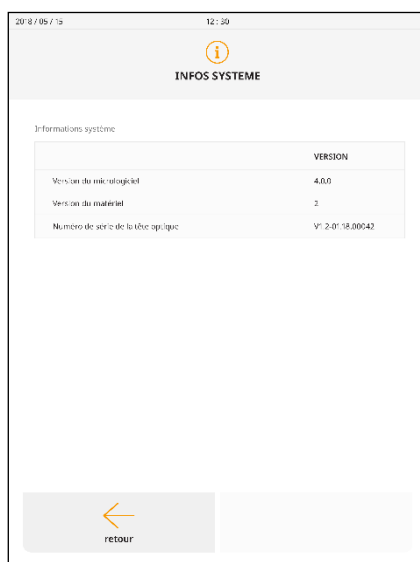 2018 / 05 / 15 12 : 30
INFOS SYSTEME
Informations système
VERSION
Version du micrologiciel 4.0.0
Version du matériel 2
Numéro de série de la tête optique V1.2-01.18.00042
retour